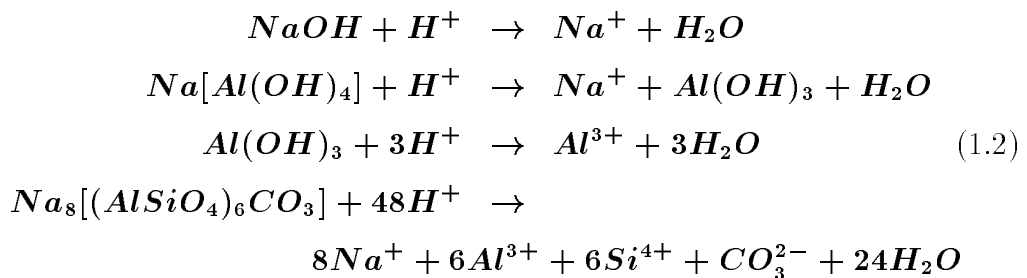 NaOH + H⁺ → Na⁺ + H₂O
Na[Al(OH)₄] + H⁺ → Na⁺ + Al(OH)₃ + H₂O
Al(OH)₃ + 3H⁺ → Al³⁺ + 3H₂O (1.2)
Na₈[(AlSiO₄)₆CO₃] + 48H⁺ →
8Na⁺ + 6Al³⁺ + 6Si⁴⁺ + CO₃²⁻ + 24H₂O